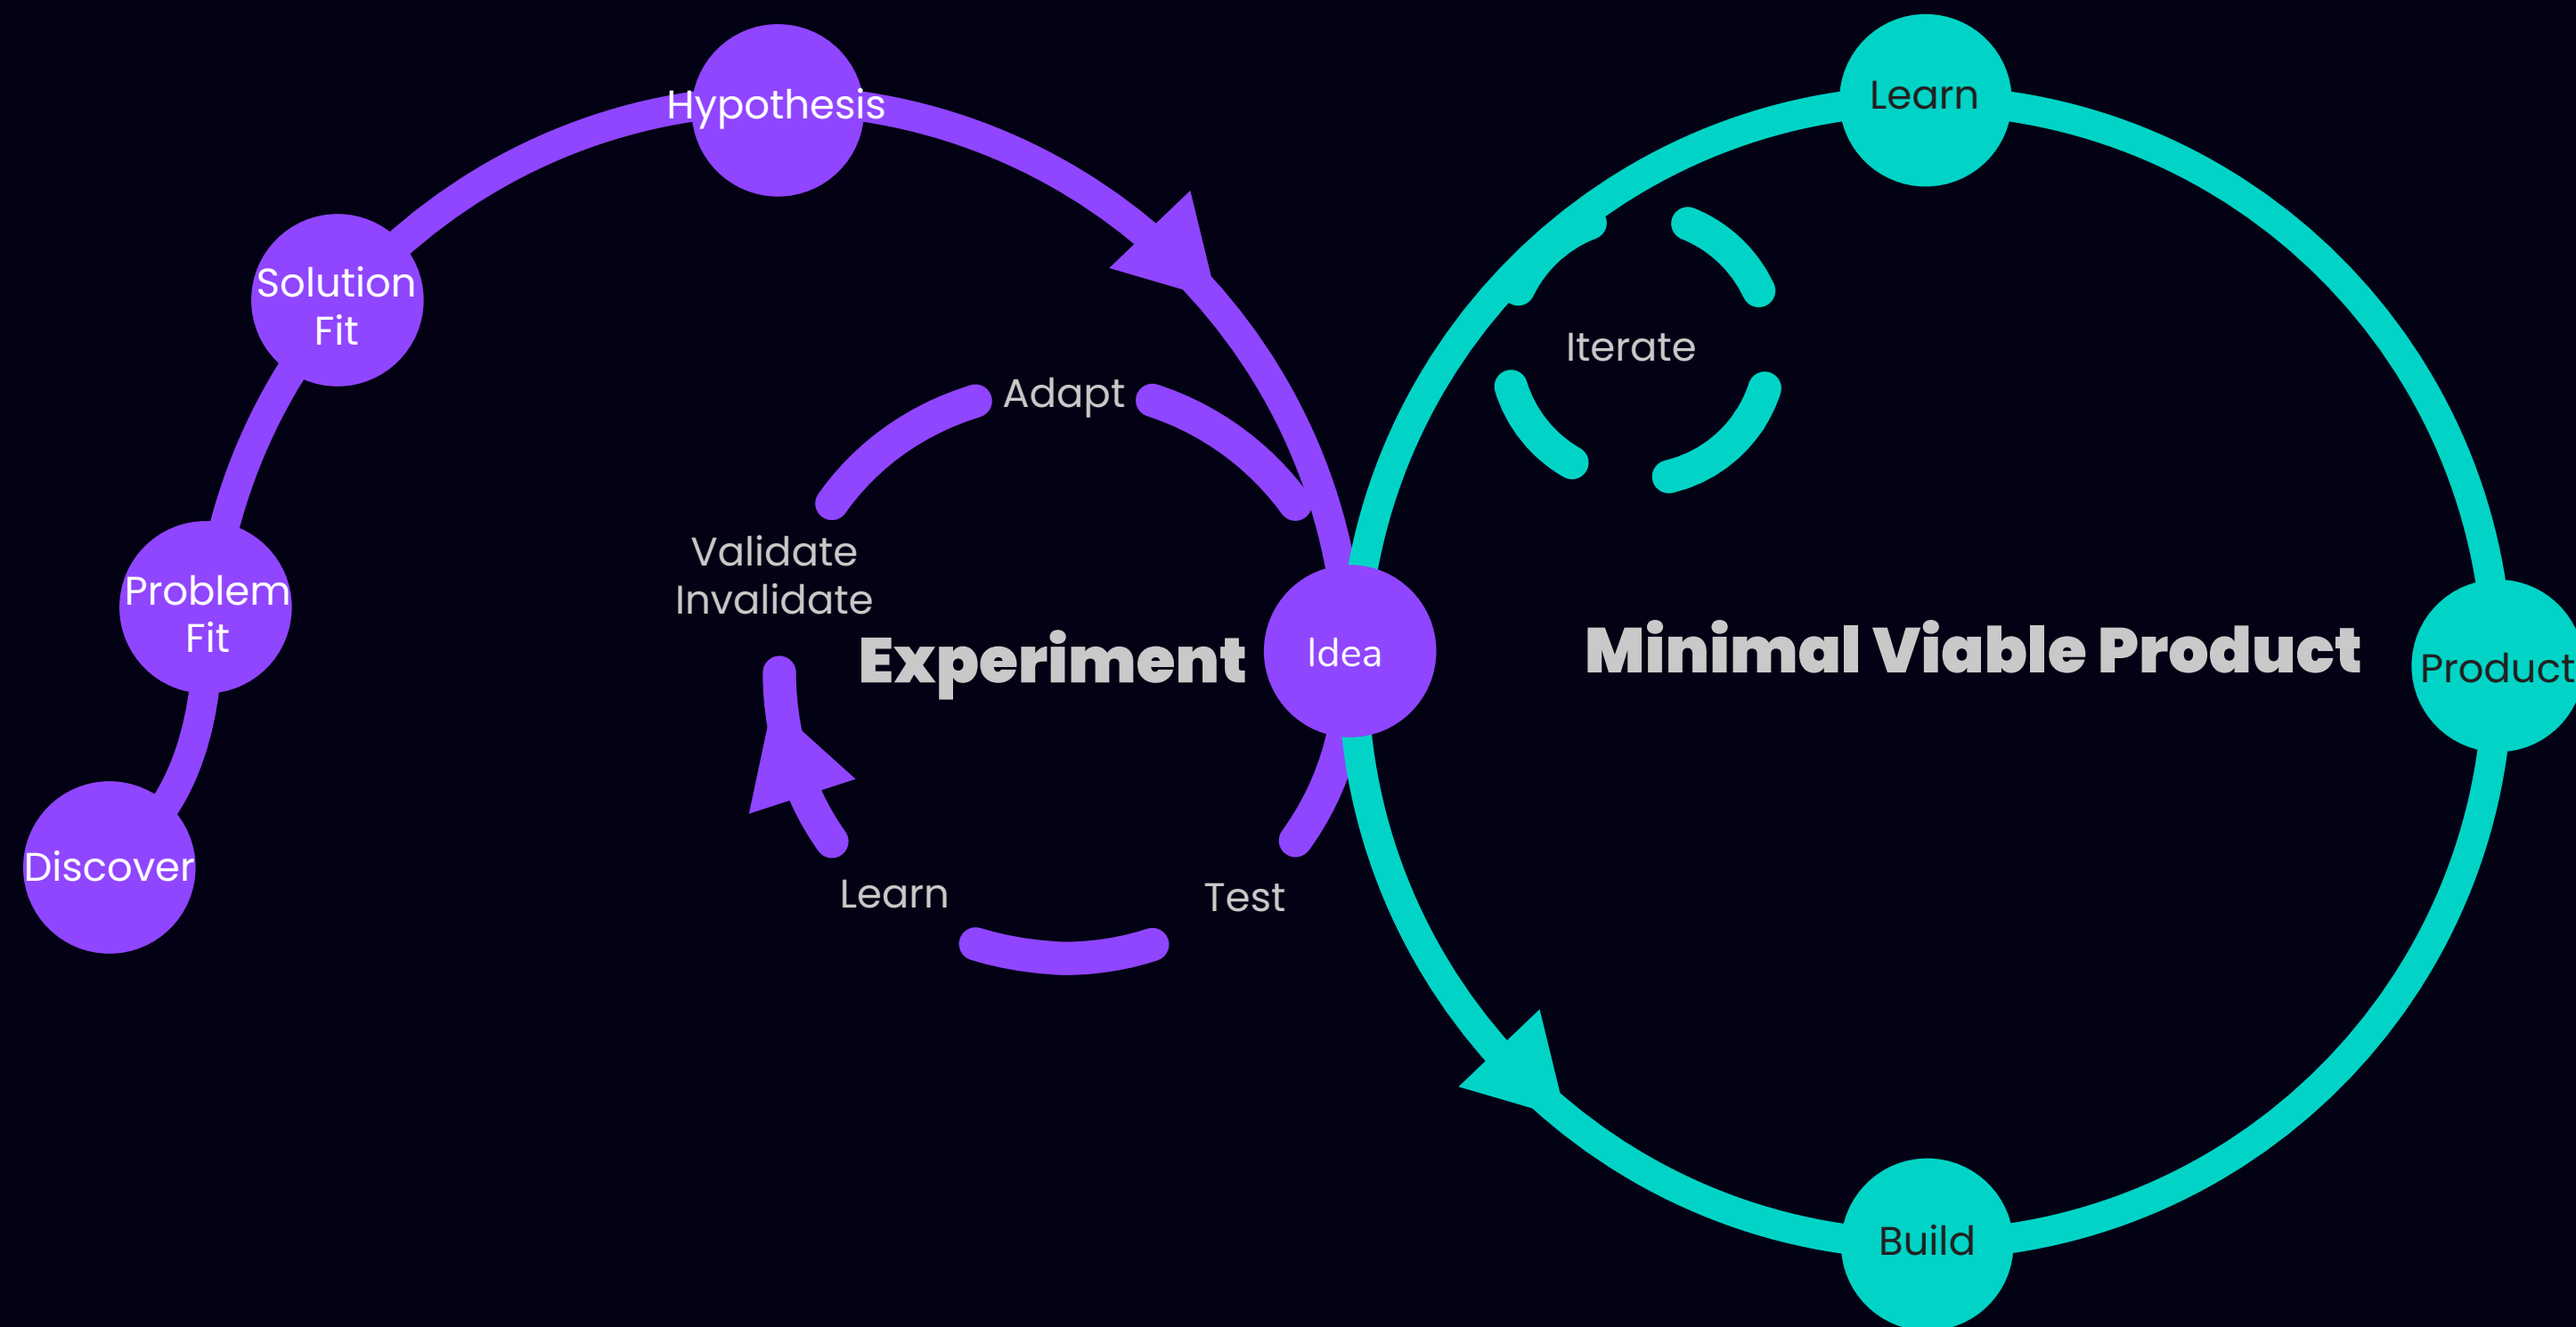 Hypothesis
Learn
Solution
Fit
Iterate
Adapt
Validate
Invalidate
Problem
Fit
Experiment
Idea
Minimal Viable Product
Product
Discover
Learn
Test
Build